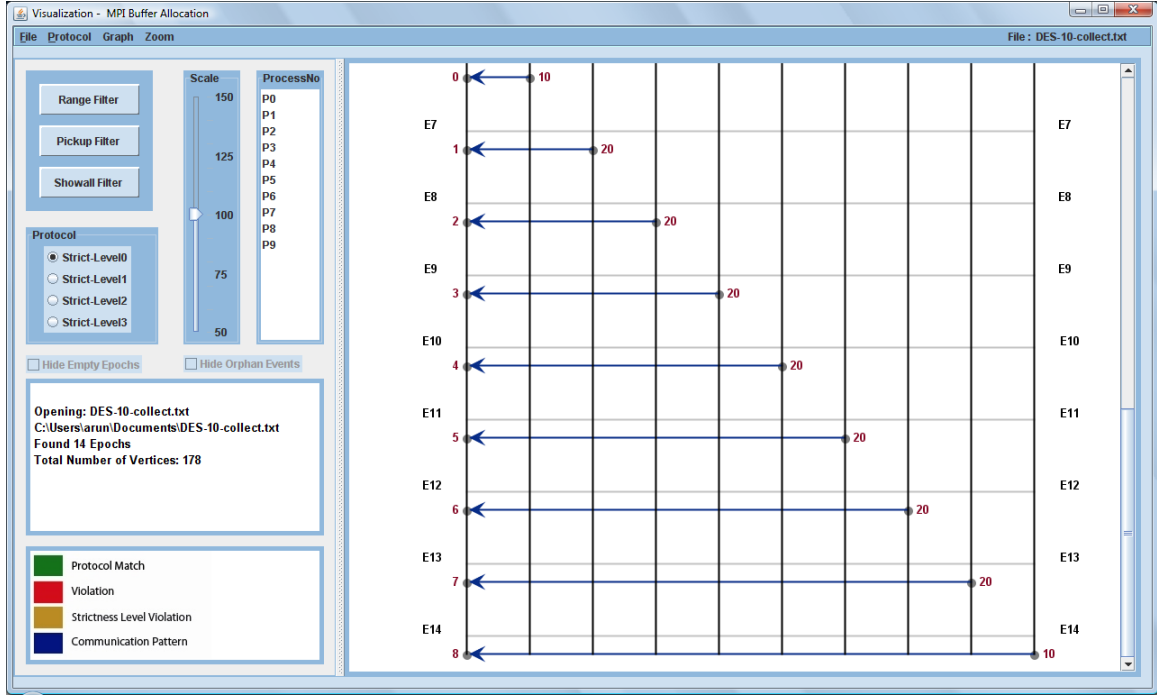 Visualization - MPI Buffer Allocation
File Protocol Graph Zoom
File : DES-10-collect.txt
Range Filter
Pickup Filter
Showall Filter
Protocol
Strict-Level0
Strict-Level1
Strict-Level2
Strict-Level3
Scale
150
125
100
75
50
ProcessNo
P0
P1
P2
P3
P4
P5
P6
P7
P8
P9
Hide Empty Epochs
Hide Orphan Events
Opening: DES-10-collect.txt
C:\Users\arun\Documents\DES-10-collect.txt
Found 14 Epochs
Total Number of Vertices: 178
Protocol Match
Violation
Strictness Level Violation
Communication Pattern
0 10
E7 E7
1 20
E8 E8
2 20
E9 E9
3 20
E10 E10
4 20
E11 E11
5 20
E12 E12
6 20
E13 E13
7 20
E14 E14
8 10